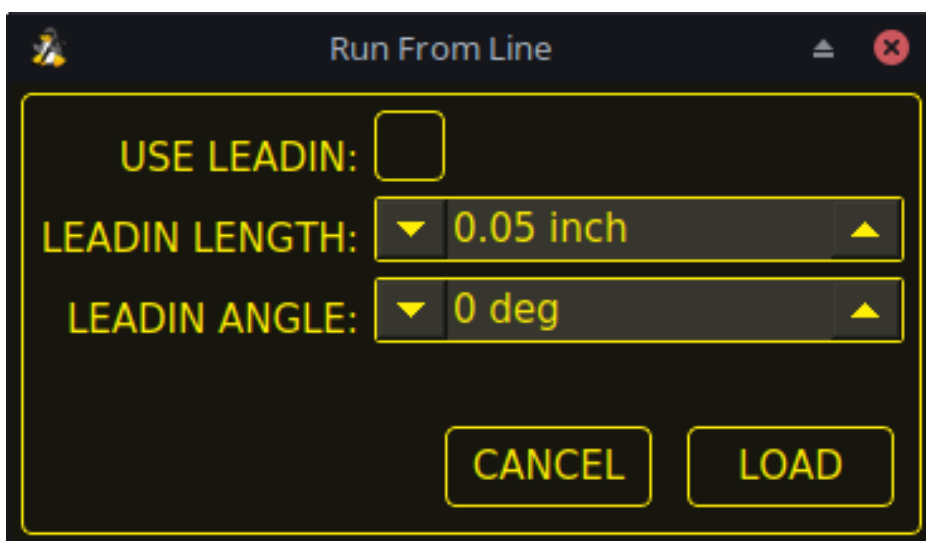 Run From Line
USE LEADIN:
LEADIN LENGTH: 0.05 inch
LEADIN ANGLE: 0 deg
CANCEL LOAD